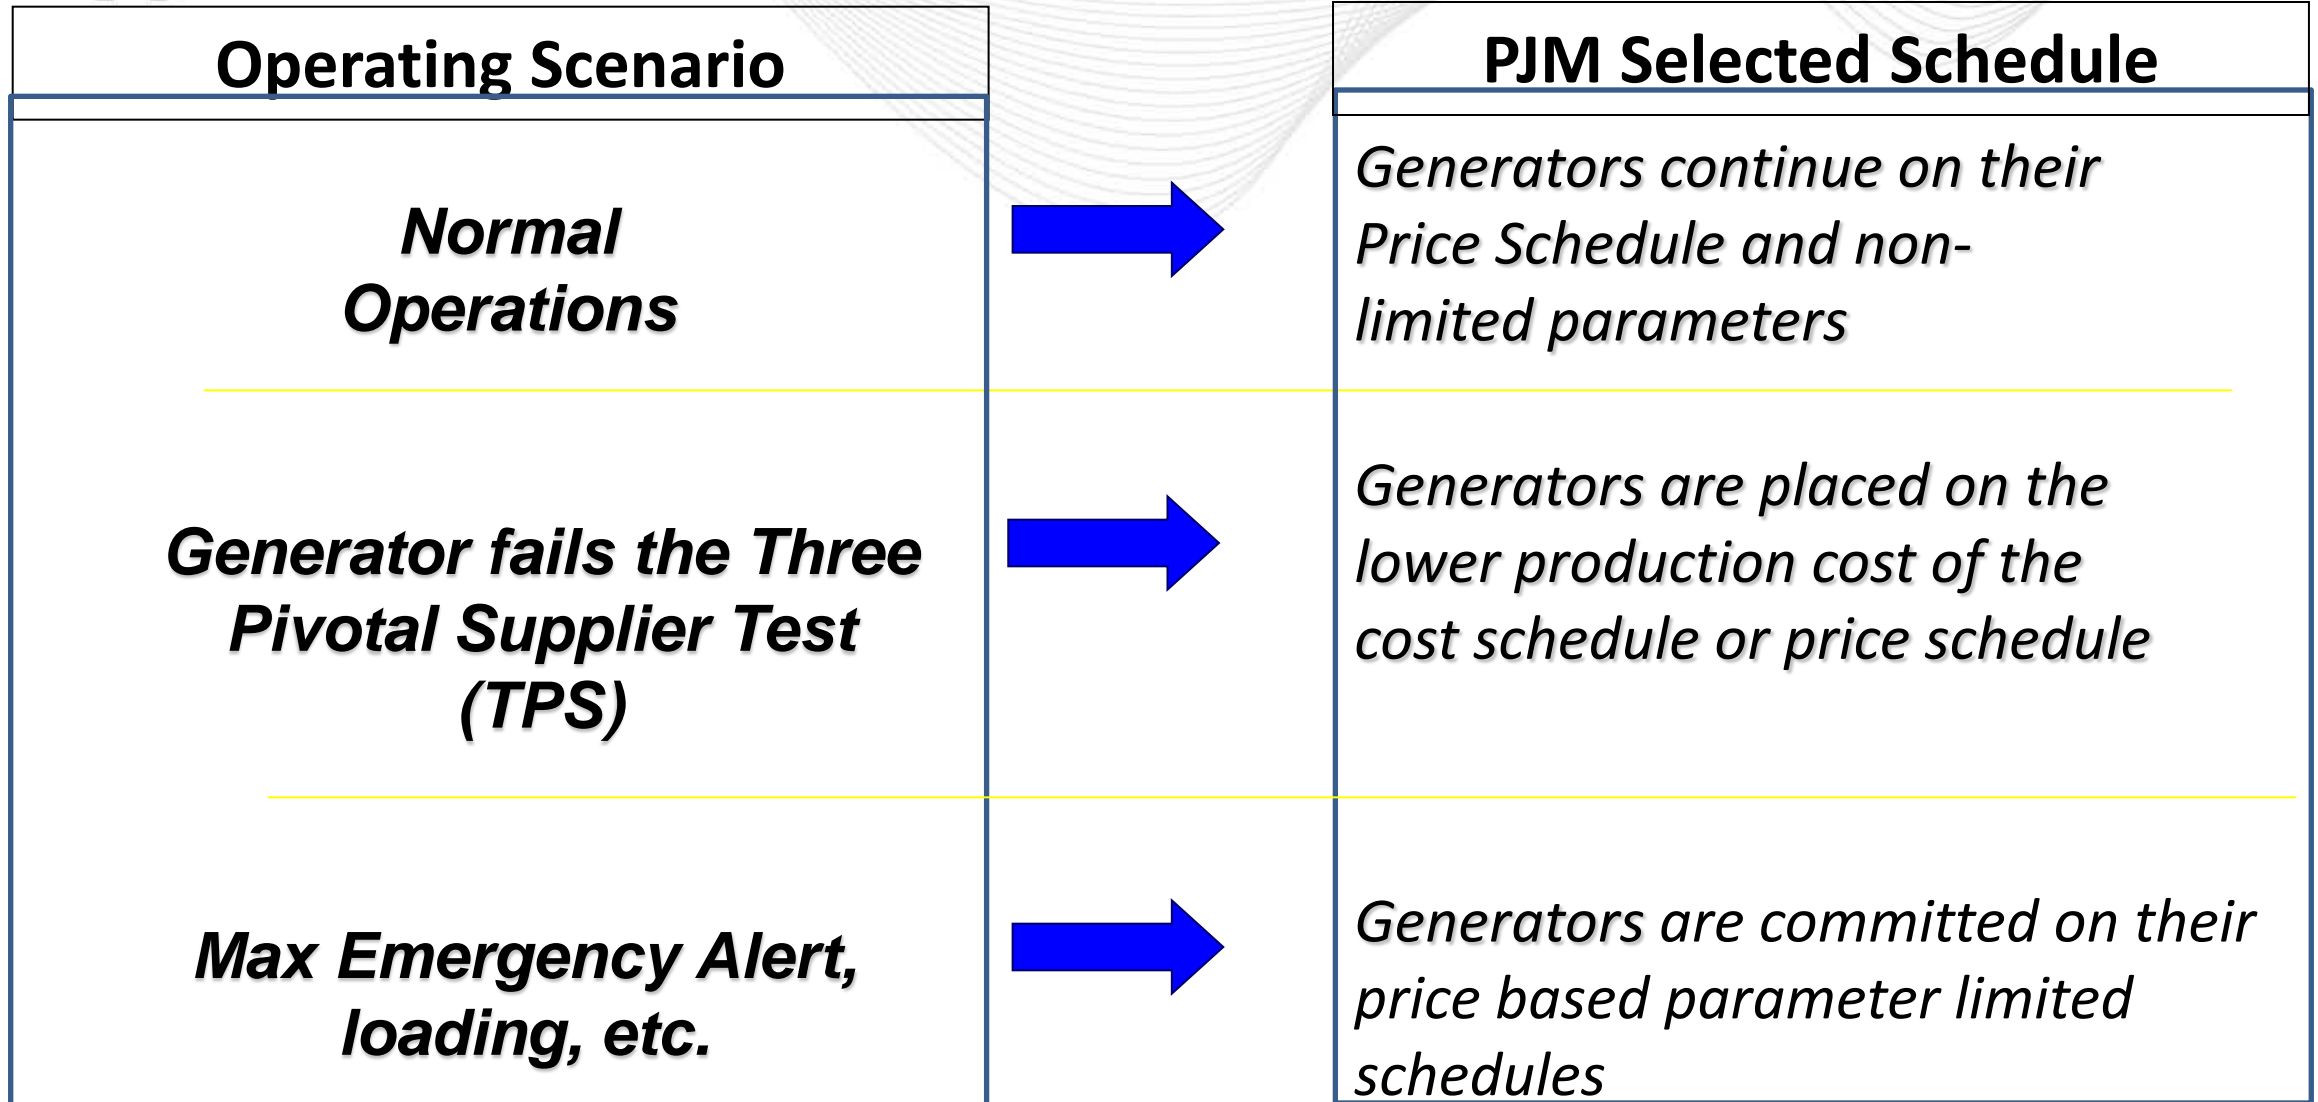 Operating Scenario
PJM Selected Schedule
Normal
Operations
Generators continue on their
Price Schedule and non-
limited parameters
Generator fails the Three
Pivotal Supplier Test
(TPS)
Generators are placed on the
lower production cost of the
cost schedule or price schedule
Max Emergency Alert,
loading, etc.
Generators are committed on their
price based parameter limited
schedules